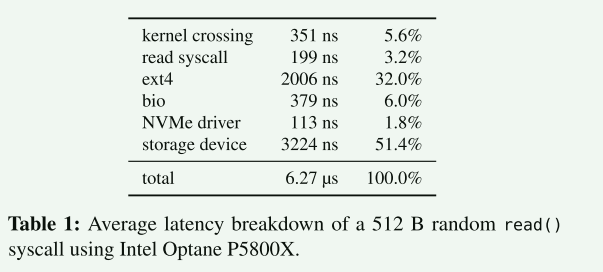 kernel crossing 351 ns 5.6%
read syscall 199 ns 3.2%
ext4 2006 ns 32.0%
bio 379 ns 6.0%
NVMe driver 113 ns 1.8%
storage device 3224 ns 51.4%
total 6.27 µs 100.0%
Table 1: Average latency breakdown of a 512 B random read()
syscall using Intel Optane P5800X.